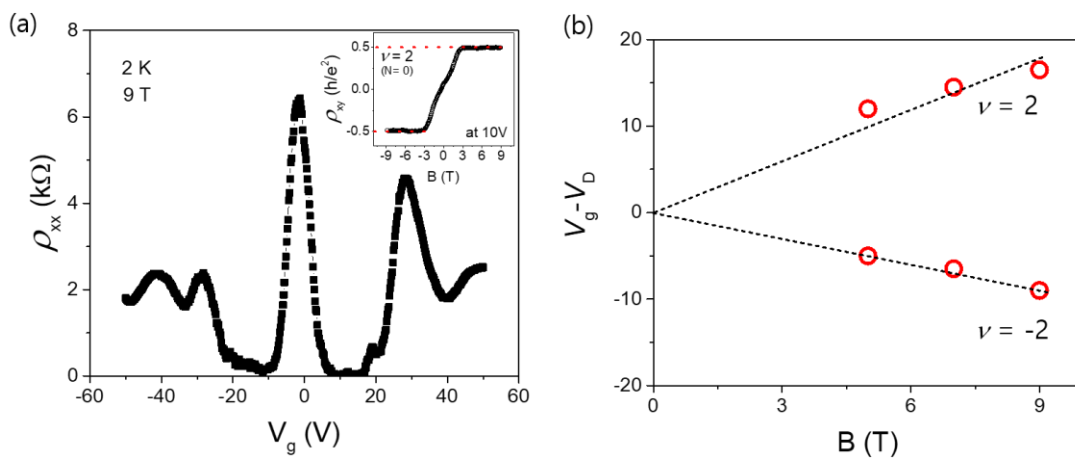 (a)
2 K
9 T
ρxx (kΩ)
8
6
4
2
0
-60 -40 -20 0 20 40 60
Vg (V)
ρxy (h/e²)
0.5
0.0
-0.5
ν = 2
(N= 0)
at 10V
-9 -6 -3 0 3 6 9
B (T)
(b)
Vg-VD
20
10
0
-10
-20
ν = 2
ν = -2
0 3 6 9
B (T)